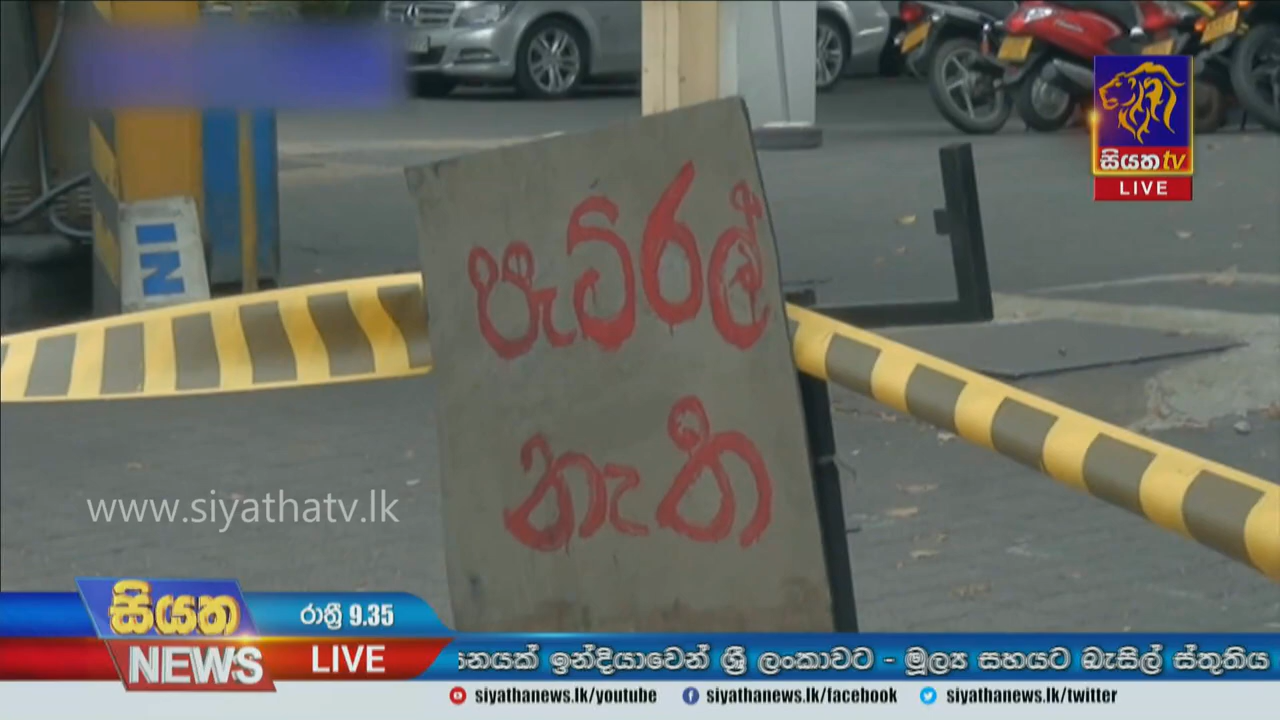 සියත tv
LIVE
INI
පැට්රල්
නැත
www.siyathatv.lk
සියත
NEWS
රාත්‍රී 9.35
LIVE
ඉන්දියාවෙන් ශ්‍රී ලංකාවට - මූල්‍ය සහයට බැසිල් ස්තුතිය
siyathanews.lk/youtube siyathanews.lk/facebook siyathanews.lk/twitter